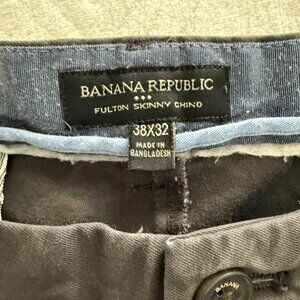 BANANA REPUBLIC
FULTON SKINNY CHINO
38X32
MADE IN
BANGLADESH
BANANA